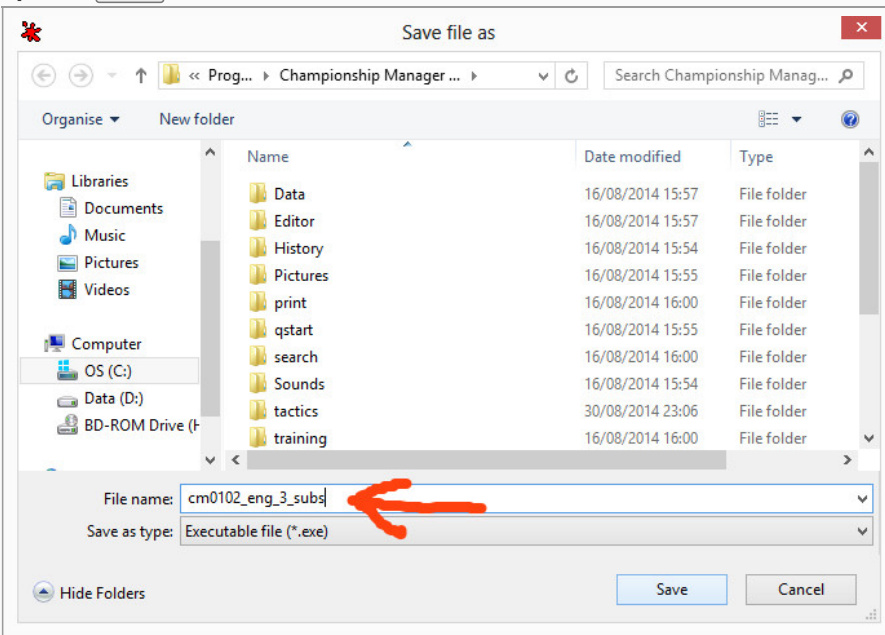 Save file as
« Prog... Championship Manager ...
Search Championship Manag...
Organise
New folder
Name Date modified Type
Libraries
Documents
Music
Pictures
Videos
Computer
OS (C:)
Data (D:)
BD-ROM Drive (H
Data 16/08/2014 15:57 File folder
Editor 16/08/2014 15:57 File folder
History 16/08/2014 15:54 File folder
Pictures 16/08/2014 15:55 File folder
print 16/08/2014 16:00 File folder
qstart 16/08/2014 15:55 File folder
search 16/08/2014 16:00 File folder
Sounds 16/08/2014 15:54 File folder
tactics 30/08/2014 23:06 File folder
training 16/08/2014 16:00 File folder
File name: cm0102_eng_3_subs
Save as type: Executable file (*.exe)
Hide Folders
Save
Cancel